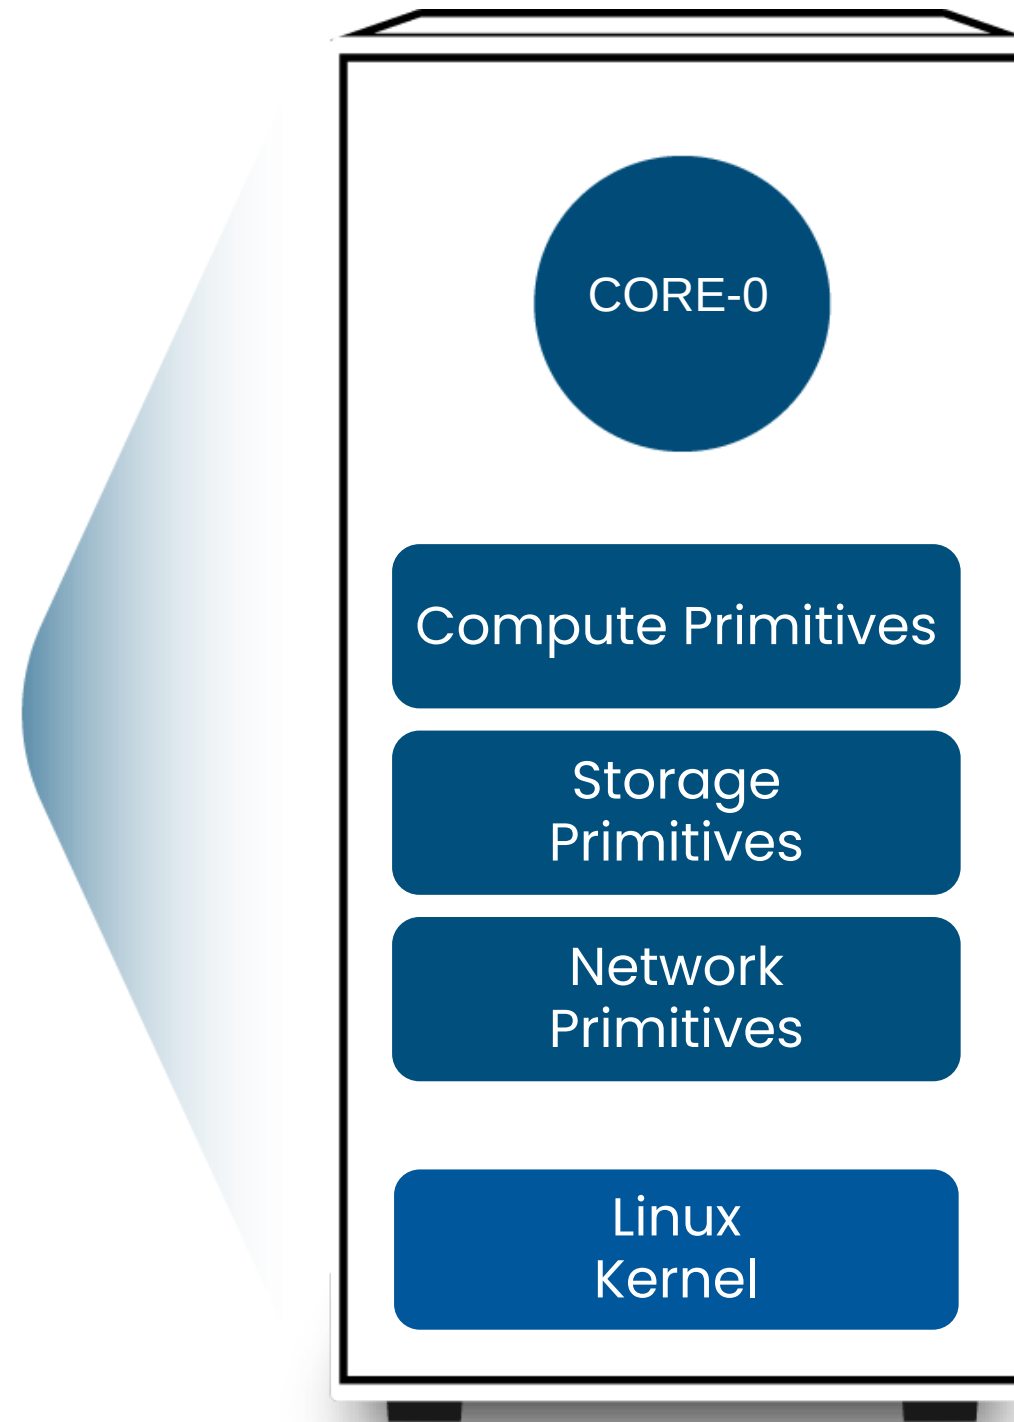 CORE-0
Compute Primitives
Storage
Primitives
Network
Primitives
Linux
Kernel